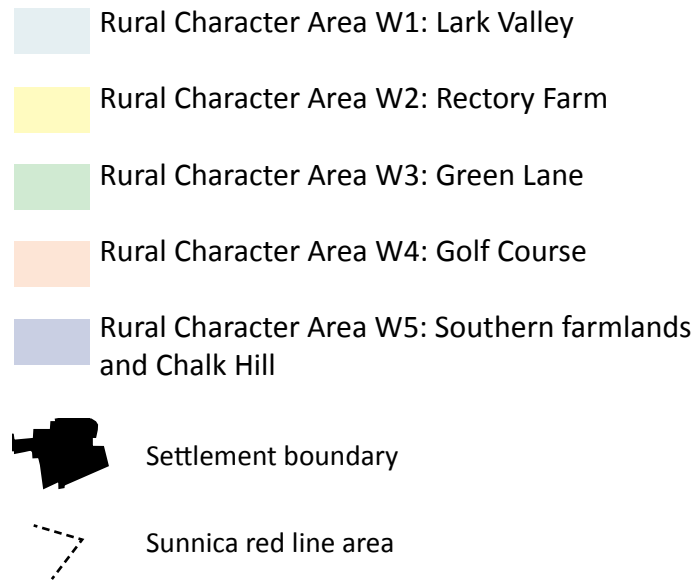 Rural Character Area W1: Lark Valley
Rural Character Area W2: Rectory Farm
Rural Character Area W3: Green Lane
Rural Character Area W4: Golf Course
Rural Character Area W5: Southern farmlands
and Chalk Hill
Settlement boundary
Sunnica red line area